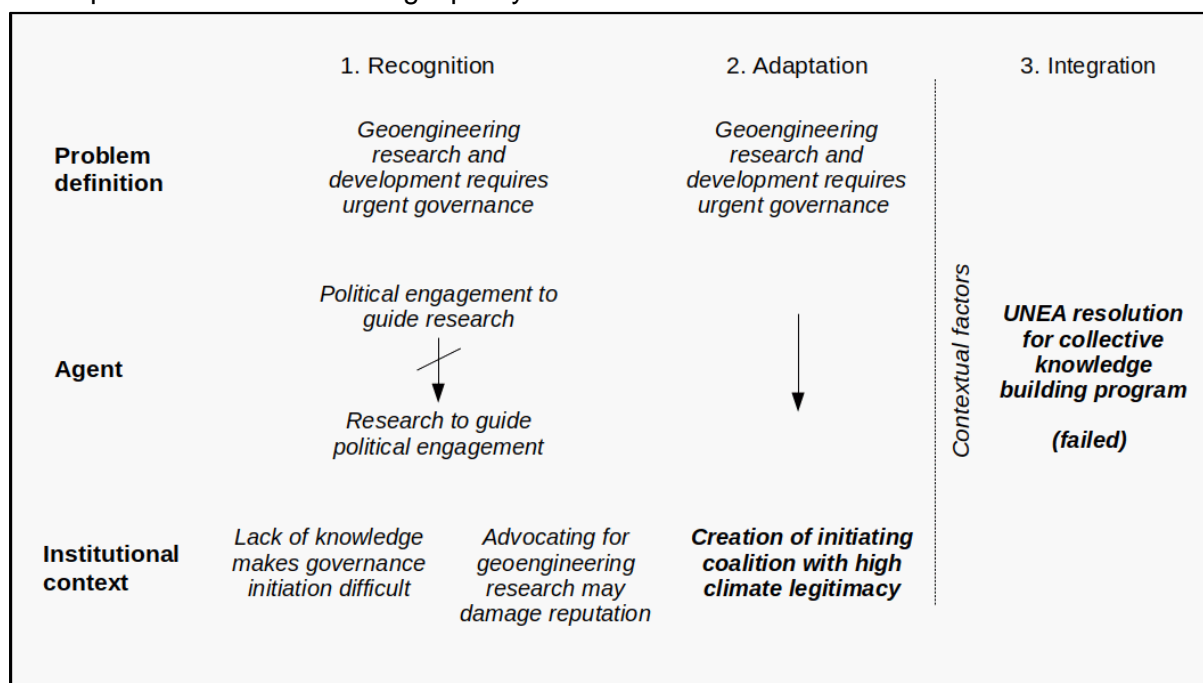 1. Recognition
2. Adaptation
3. Integration
Problem
definition
Geoengineering
research and
development requires
urgent governance
Geoengineering
research and
development requires
urgent governance
Agent
Political engagement to
guide research
Research to guide
political engagement
Contextual factors
UNEA resolution
for collective
knowledge
building program
(failed)
Institutional
context
Lack of knowledge
makes governance
initiation difficult
Advocating for
geoengineering
research may
damage reputation
Creation of initiating
coalition with high
climate legitimacy